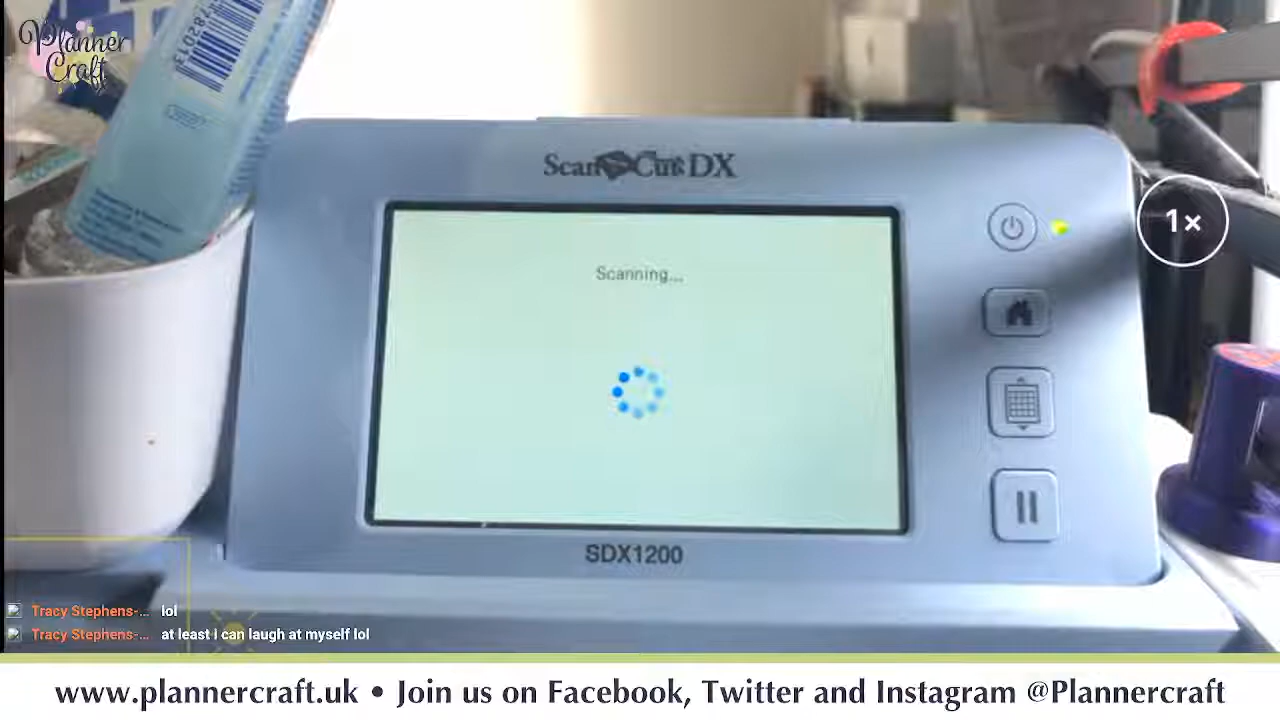 Planner
Craft
782013
ScanNCut DX
Scanning...
1×
SDX1200
Tracy Stephens-... lol
Tracy Stephens-... at least i can laugh at myself lol
www.plannercraft.uk • Join us on Facebook, Twitter and Instagram @Plannercraft